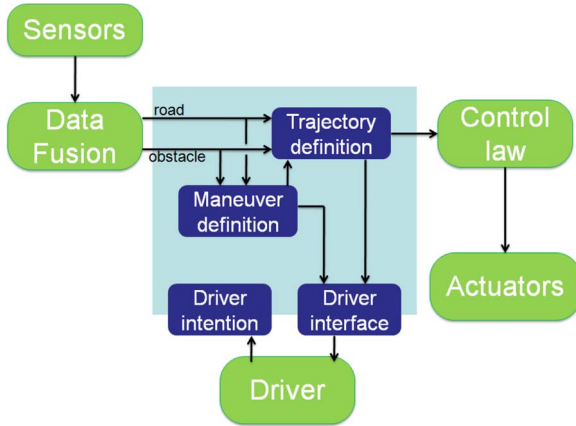 Sensors
Data
Fusion
road
obstacle
Trajectory
definition
Control
law
Maneuver
definition
Driver
intention
Driver
interface
Actuators
Driver